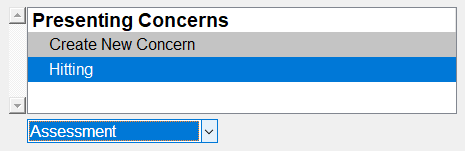 Presenting Concerns
Create New Concern
Hitting
Assessment